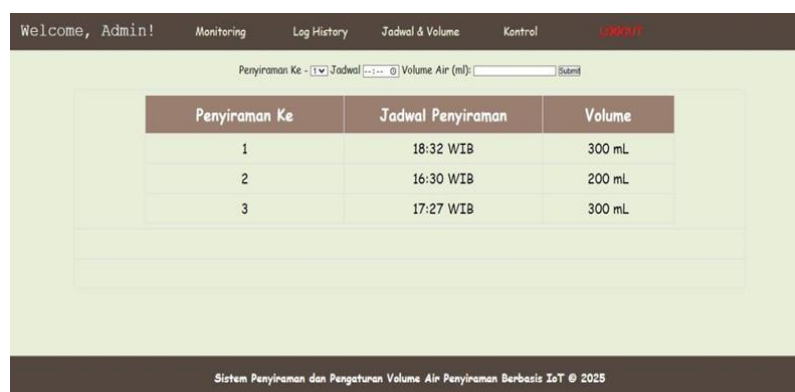 Welcome, Admin! Monitoring Log History Jadwal & Volume Kontrol LOGOUT
Penyiraman Ke - 1 Jadwal --:-- Volume Air (ml): Submit
Penyiraman Ke Jadwal Penyiraman Volume
1 18:32 WIB 300 mL
2 16:30 WIB 200 mL
3 17:27 WIB 300 mL
Sistem Penyiraman dan Pengaturan Volume Air Penyiraman Berbasis IoT © 2025